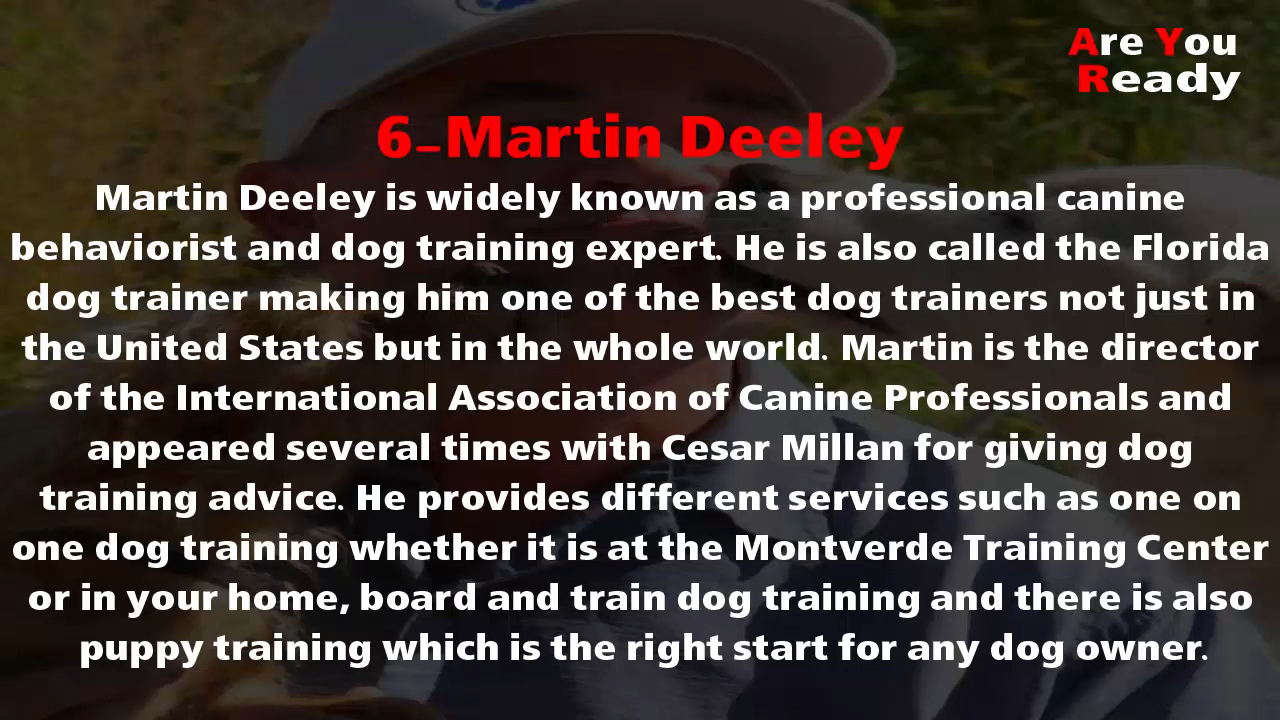 Are You
Ready
6-Martin Deeley
Martin Deeley is widely known as a professional canine
behaviorist and dog training expert. He is also called the Florida
dog trainer making him one of the best dog trainers not just in
the United States but in the whole world. Martin is the director
of the International Association of Canine Professionals and
appeared several times with Cesar Millan for giving dog
training advice. He provides different services such as one on
one dog training whether it is at the Montverde Training Center
or in your home, board and train dog training and there is also
puppy training which is the right start for any dog owner.